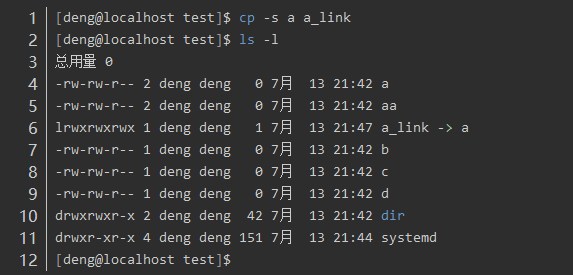 1 [deng@localhost test]$ cp -s a a_link
2 [deng@localhost test]$ ls -l
3 总用量 0
4 -rw-rw-r-- 2 deng deng   0 7月  13 21:42 a
5 -rw-rw-r-- 2 deng deng   0 7月  13 21:42 aa
6 lrwxrwxrwx 1 deng deng   1 7月  13 21:47 a_link -> a
7 -rw-rw-r-- 1 deng deng   0 7月  13 21:42 b
8 -rw-rw-r-- 1 deng deng   0 7月  13 21:42 c
9 -rw-rw-r-- 1 deng deng   0 7月  13 21:42 d
10 drwxrwxr-x 2 deng deng  42 7月  13 21:42 dir
11 drwxr-xr-x 4 deng deng 151 7月  13 21:44 systemd
12 [deng@localhost test]$